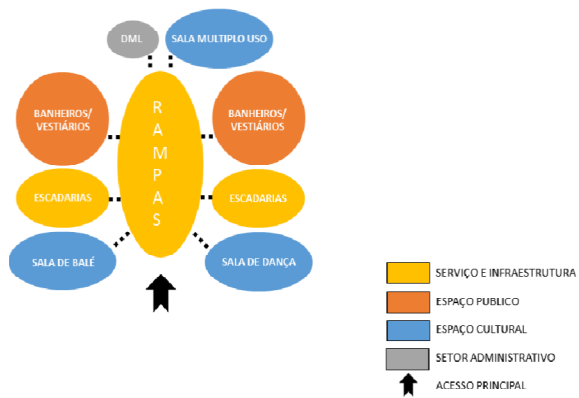 DML
SALA MULTIPLO USO
BANHEIROS/
VESTIÁRIOS
RAMPAS
BANHEIROS/
VESTIÁRIOS
ESCADARIAS
ESCADARIAS
SALA DE BALÉ
SALA DE DANÇA
SERVIÇO E INFRAESTRUTURA
ESPAÇO PUBLICO
ESPAÇO CULTURAL
SETOR ADMINISTRATIVO
ACESSO PRINCIPAL